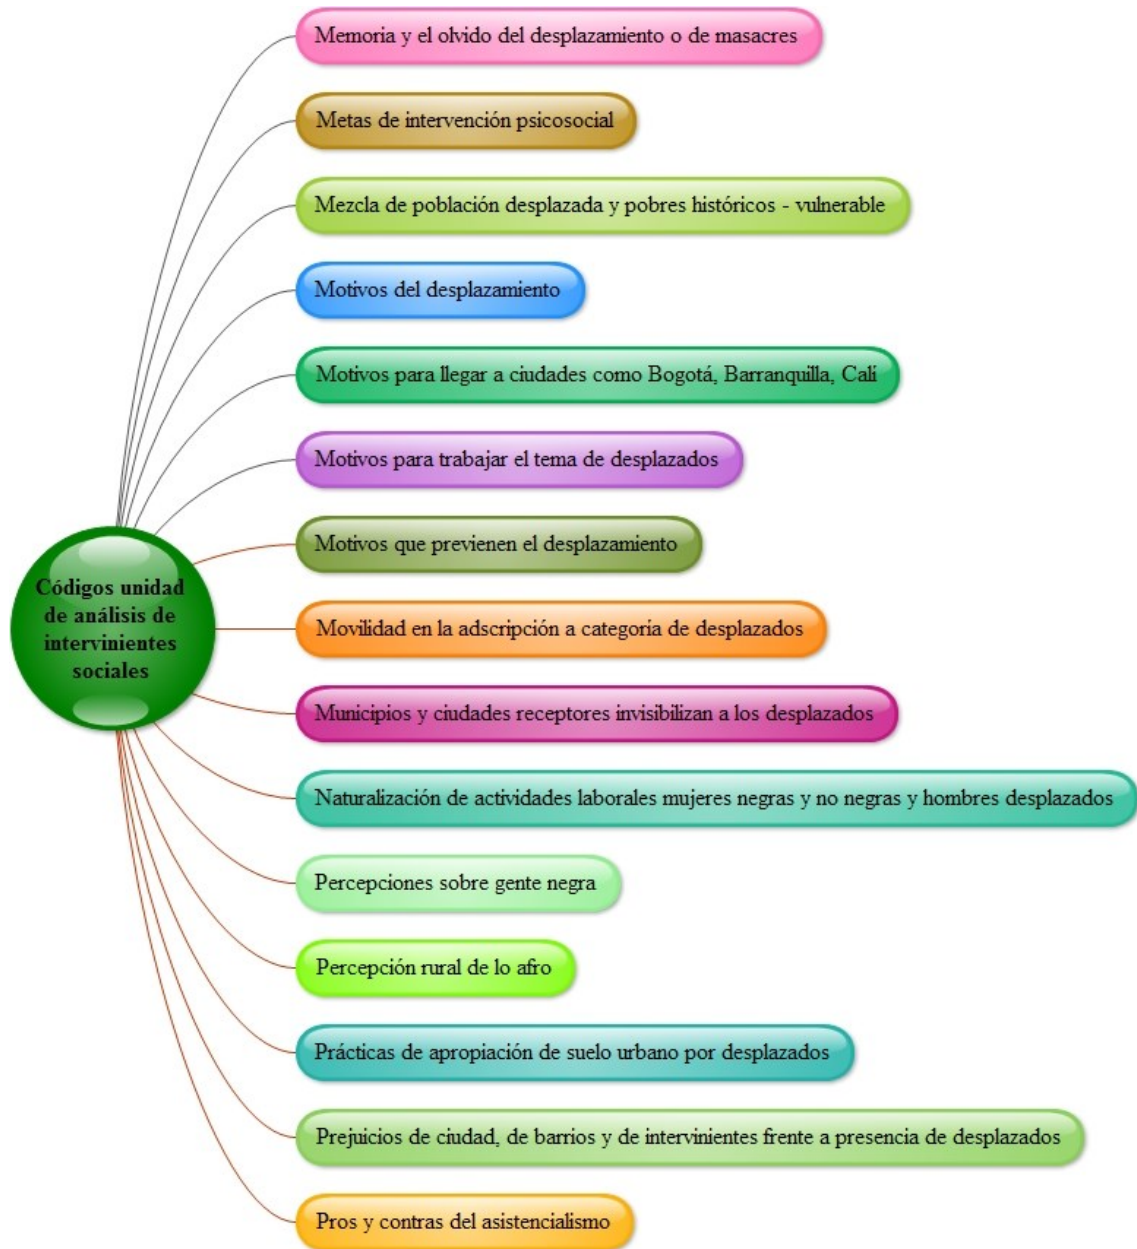 Memoria y el olvido del desplazamiento o de masacres
Metas de intervención psicosocial
Mezcla de población desplazada y pobres históricos - vulnerable
Motivos del desplazamiento
Motivos para llegar a ciudades como Bogotá, Barranquilla, Calí
Motivos para trabajar el tema de desplazados
Motivos que previenen el desplazamiento
Códigos unidad
de análisis de
intervinientes
sociales
Movilidad en la adscripción a categoría de desplazados
Municipios y ciudades receptores invisibilizan a los desplazados
Naturalización de actividades laborales mujeres negras y no negras y hombres desplazados
Percepciones sobre gente negra
Percepción rural de lo afro
Prácticas de apropiación de suelo urbano por desplazados
Prejuicios de ciudad, de barrios y de intervinientes frente a presencia de desplazados
Pros y contras del asistencialismo